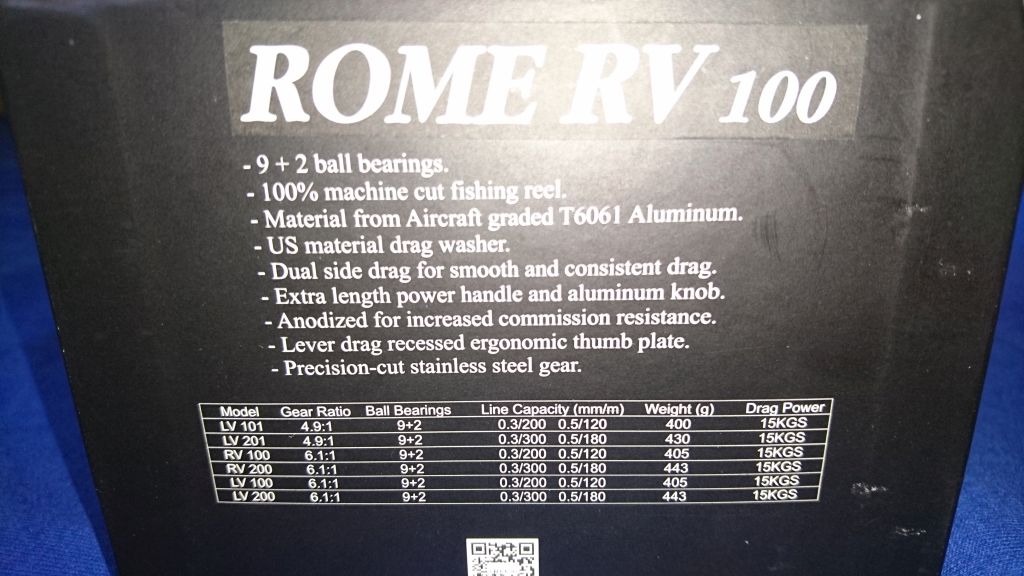 ROME RV 100
- 9 + 2 ball bearings.
- 100% machine cut fishing reel.
- Material from Aircraft graded T6061 Aluminum.
- US material drag washer.
- Dual side drag for smooth and consistent drag.
- Extra length power handle and aluminum knob.
- Anodized for increased commission resistance.
- Lever drag recessed ergonomic thumb plate.
- Precision-cut stainless steel gear.
Model Gear Ratio Ball Bearings Line Capacity (mm/m) Weight (g) Drag Power
LV 101 4.9:1 9+2 0.3/200 0.5/120 400 15KGS
LV 201 4.9:1 9+2 0.3/300 0.5/180 430 15KGS
RV 100 6.1:1 9+2 0.3/200 0.5/120 405 15KGS
RV 200 6.1:1 9+2 0.3/300 0.5/180 443 15KGS
LV 100 6.1:1 9+2 0.3/200 0.5/120 405 15KGS
LV 200 6.1:1 9+2 0.3/300 0.5/180 443 15KGS